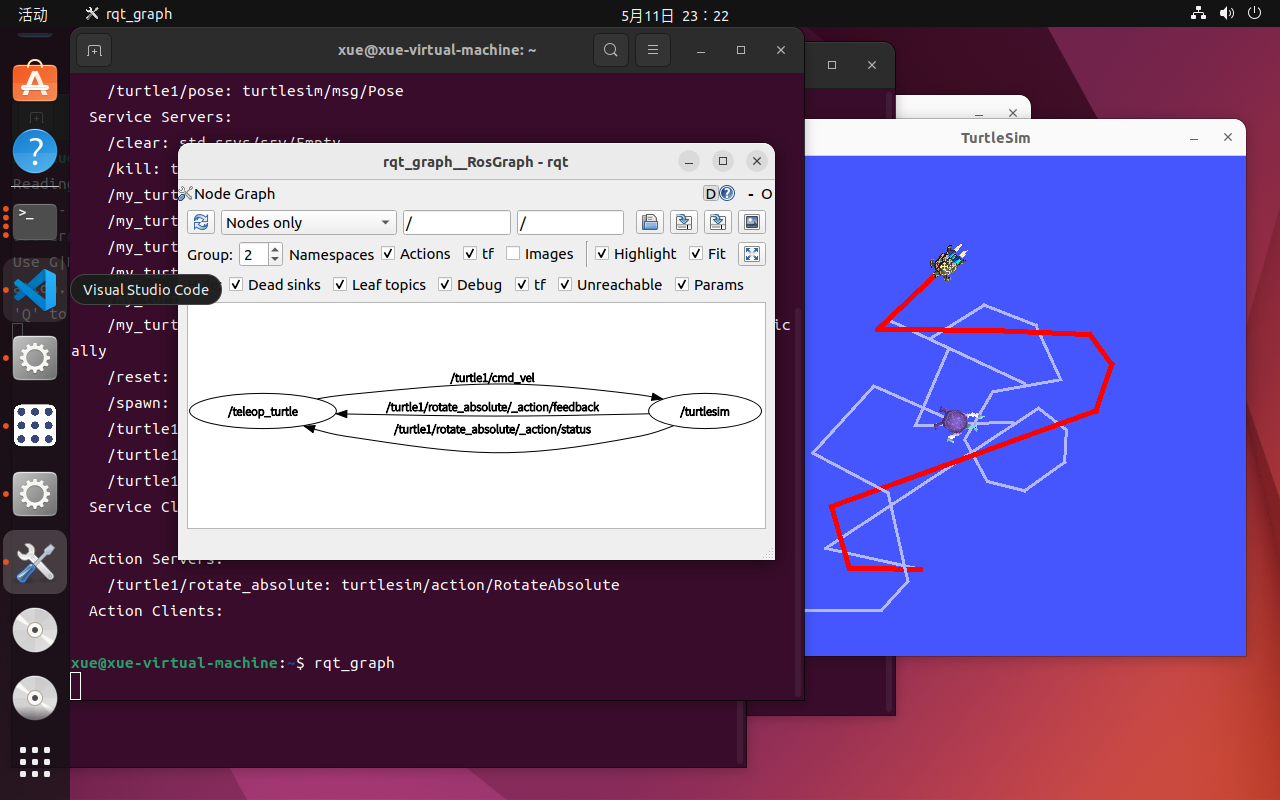 活动
rqt_graph
5月11日 23：22
xue@xue-virtual-machine: ~
/turtle1/pose: turtlesim/msg/Pose
Service Servers:
/clear: std_srvs/srv/Empty
/kill: t
/my_turt
/my_turt
/my_turt
/my_turt
/my_turt
/my_turt
ic
ally
/reset:
/spawn:
/turtle1
/turtle1
/turtle1
Service Cl
Action Servers:
/turtle1/rotate_absolute: turtlesim/action/RotateAbsolute
Action Clients:
xue@xue-virtual-machine:~$ rqt_graph
rqt_graph__RosGraph - rqt
Node Graph
D
- O
Nodes only
/
/
Group: 2 Namespaces Actions tf Images Highlight Fit
Dead sinks Leaf topics Debug tf Unreachable Params
/teleop_turtle
/turtle1/cmd_vel
/turtle1/rotate_absolute/_action/feedback
/turtle1/rotate_absolute/_action/status
/turtlesim
Visual Studio Code
TurtleSim
Reading
Use G|
'Q' to